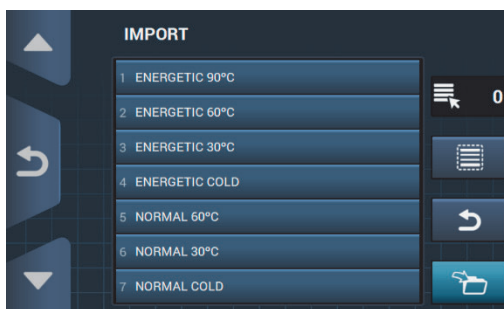 IMPORT
1 ENERGETIC 90ºC
2 ENERGETIC 60ºC
3 ENERGETIC 30ºC
4 ENERGETIC COLD
5 NORMAL 60ºC
6 NORMAL 30ºC
7 NORMAL COLD
0